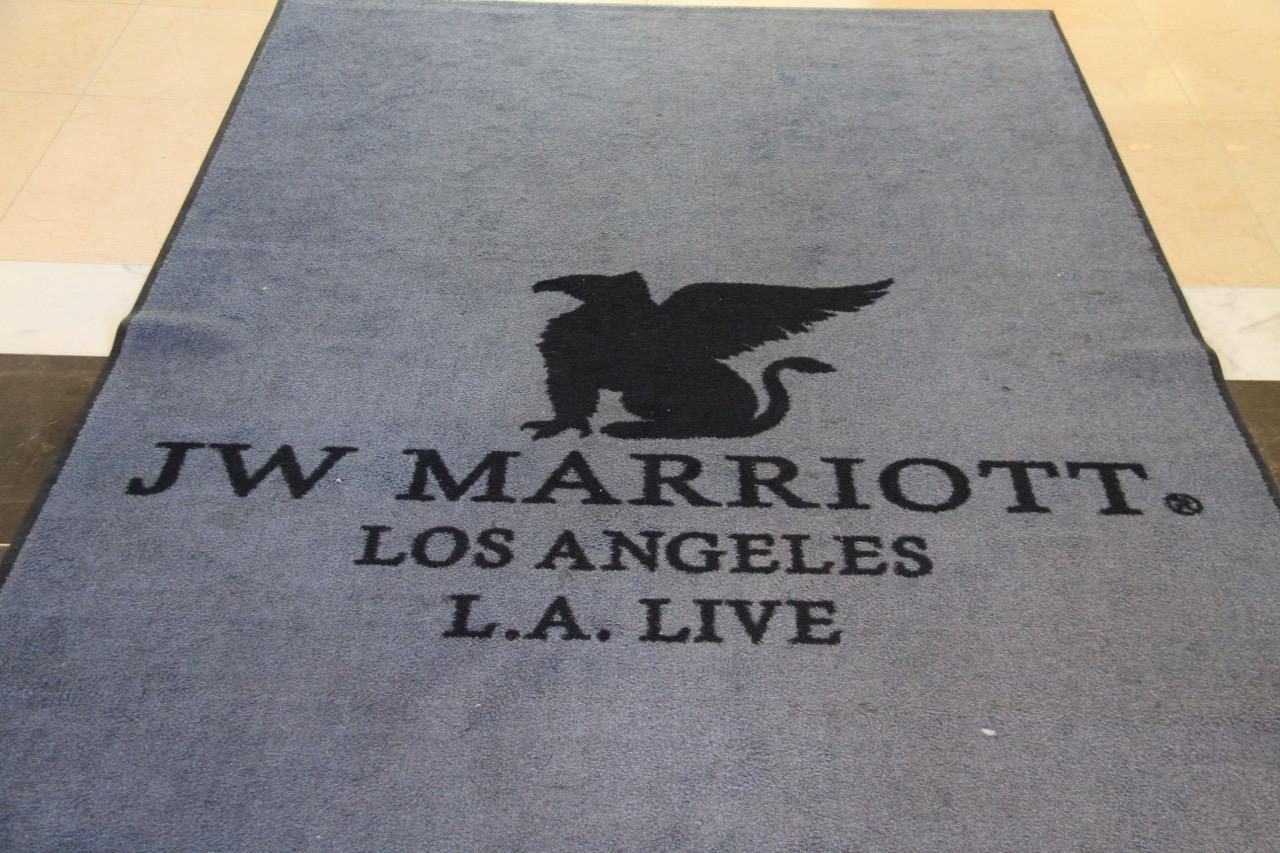 JW MARRIOTT®
LOS ANGELES
L.A. LIVE